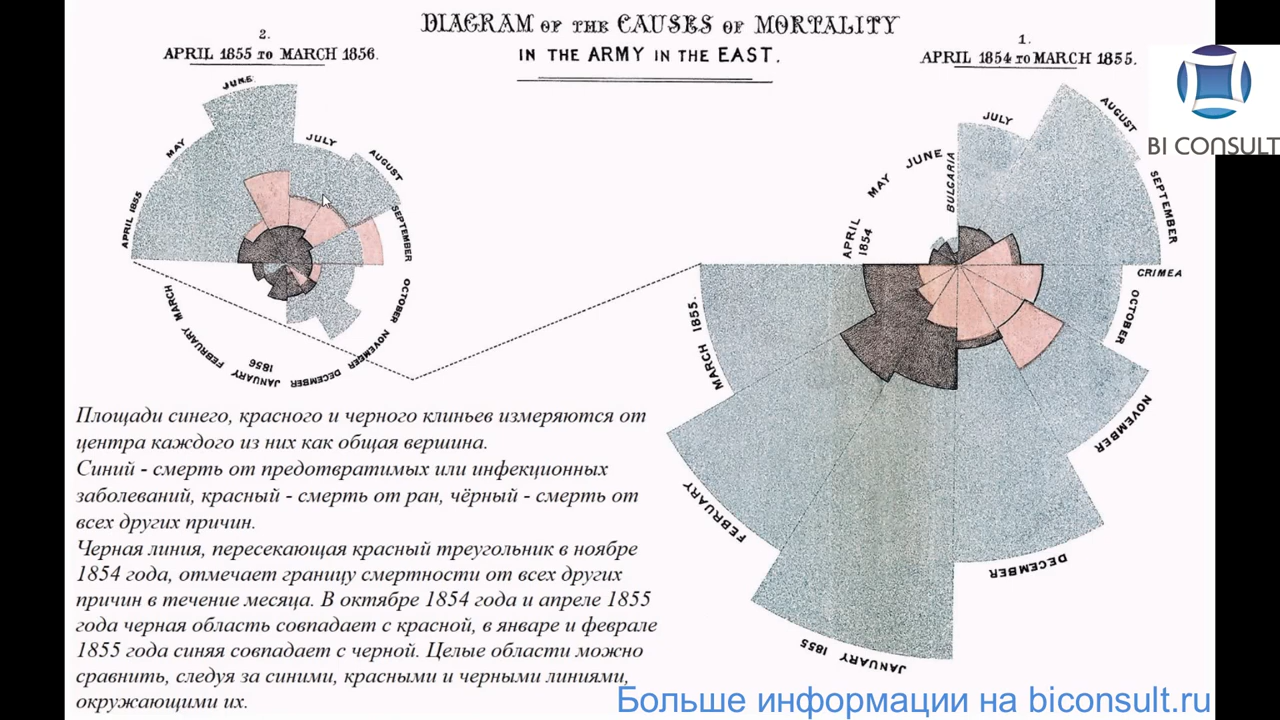 DIAGRAM OF THE CAUSES OF MORTALITY
IN THE ARMY IN THE EAST.
2.
APRIL 1855 TO MARCH 1856.
1.
APRIL 1854 TO MARCH 1855.
BI CONSULT
JUNE
MAY
JULY
AUGUST
APRIL 1855
SEPTEMBER
OCTOBER
NOVEMBER
DECEMBER
JANUARY
1856
FEBRUARY
MARCH
JULY
AUGUST
JUNE
MAY
BULGARIA
APRIL
1854
SEPTEMBER
CRIMEA
OCTOBER
NOVEMBER
DECEMBER
JANUARY 1855
FEBRUARY
MARCH 1855.
Площади синего, красного и черного клиньев измеряются от
центра каждого из них как общая вершина.
Синий - смерть от предотвратимых или инфекционных
заболеваний, красный - смерть от ран, чёрный - смерть от
всех других причин.
Черная линия, пересекающая красный треугольник в ноябре
1854 года, отмечает границу смертности от всех других
причин в течение месяца. В октябре 1854 года и апреле 1855
года черная область совпадает с красной, в январе и феврале
1855 года синяя совпадает с черной. Целые области можно
сравнить, следуя за синими, красными и черными линиями,
окружающими их.
Больше информации на biconsult.ru